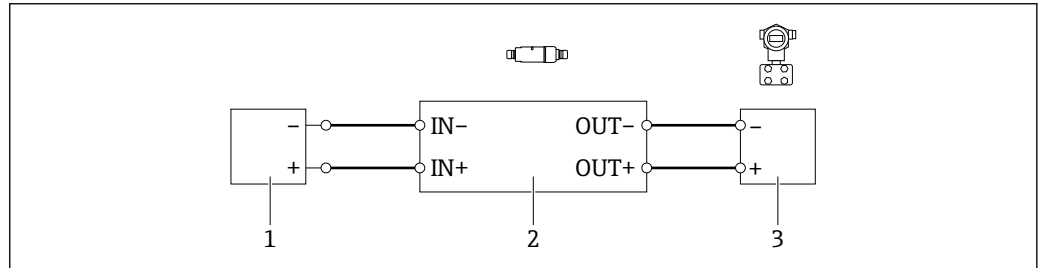 − IN− OUT− −
+ IN+ OUT+ +
1 2 3